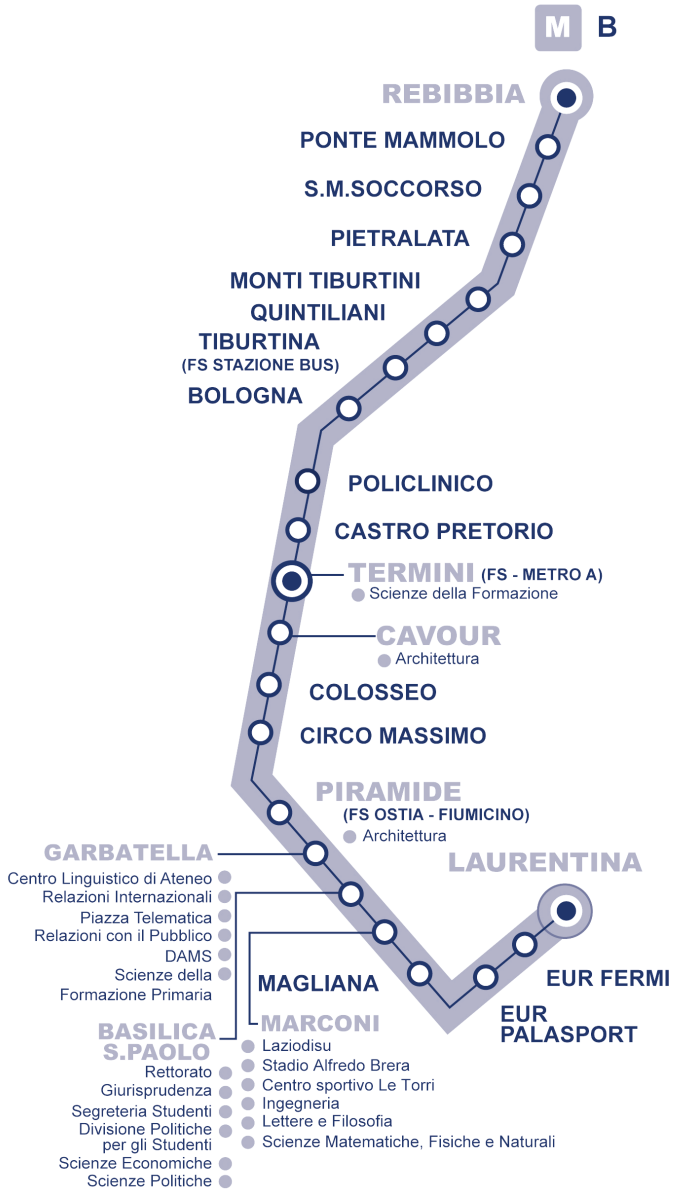 M B
REBIBBIA
PONTE MAMMOLO
S.M.SOCCORSO
PIETRALATA
MONTI TIBURTINI
QUINTILIANI
TIBURTINA
(FS STAZIONE BUS)
BOLOGNA
POLICLINICO
CASTRO PRETORIO
TERMINI (FS - METRO A)
Scienze della Formazione
CAVOUR
Architettura
COLOSSEO
CIRCO MASSIMO
PIRAMIDE
(FS OSTIA - FIUMICINO)
Architettura
GARBATELLA
Centro Linguistico di Ateneo
Relazioni Internazionali
Piazza Telematica
Relazioni con il Pubblico
DAMS
Scienze della
Formazione Primaria
LAURENTINA
EUR FERMI
EUR
PALASPORT
MAGLIANA
MARCONI
Laziodisu
Stadio Alfredo Brera
Centro sportivo Le Torri
Ingegneria
Lettere e Filosofia
Scienze Matematiche, Fisiche e Naturali
BASILICA
S.PAOLO
Rettorato
Giurisprudenza
Segreteria Studenti
Divisione Politiche
per gli Studenti
Scienze Economiche
Scienze Politiche